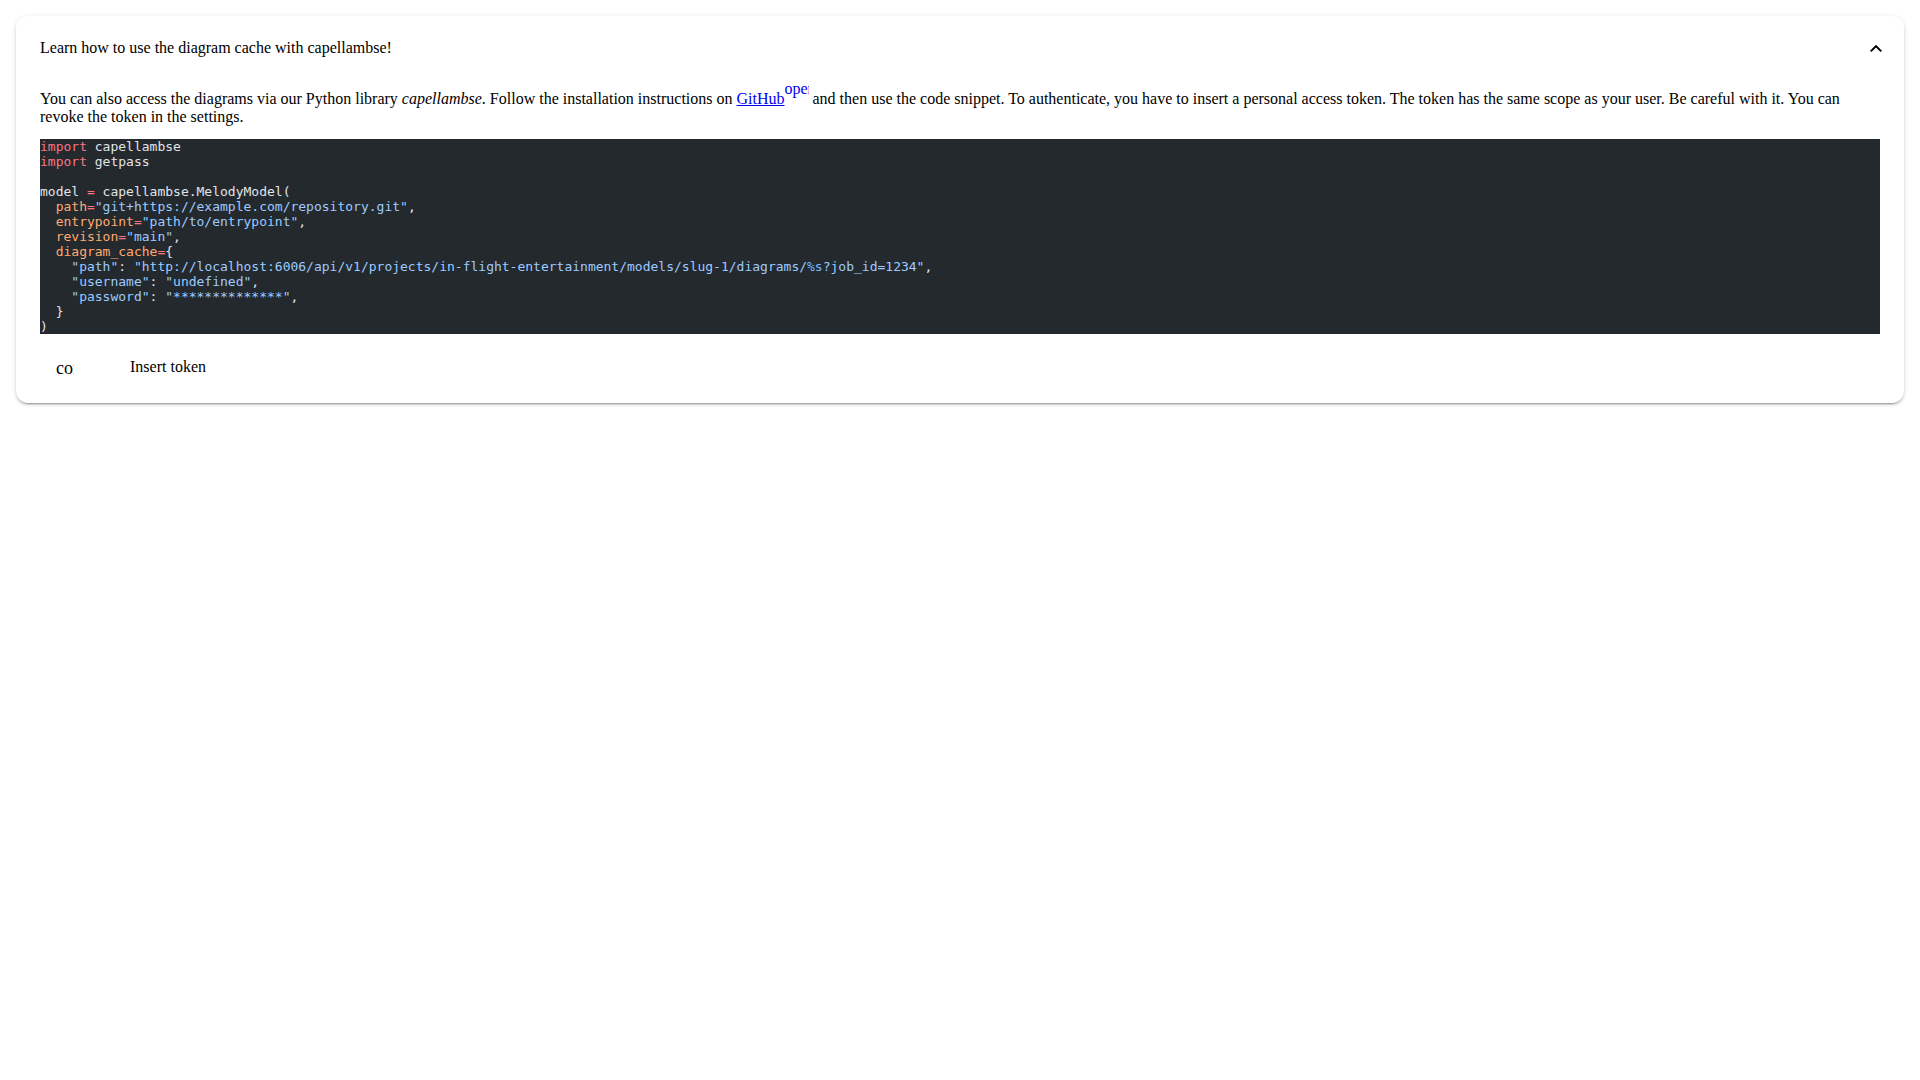 Learn how to use the diagram cache with capellambse!
You can also access the diagrams via our Python library capellambse. Follow the installation instructions on GitHub ope and then use the code snippet. To authenticate, you have to insert a personal access token. The token has the same scope as your user. Be careful with it. You can
revoke the token in the settings.
import capellambse
import getpass
model = capellambse.MelodyModel(
  path="git+https://example.com/repository.git",
  entrypoint="path/to/entrypoint",
  revision="main",
  diagram_cache={
    "path": "http://localhost:6006/api/v1/projects/in-flight-entertainment/models/slug-1/diagrams/%s?job_id=1234",
    "username": "undefined",
    "password": "**************",
  }
)
co Insert token